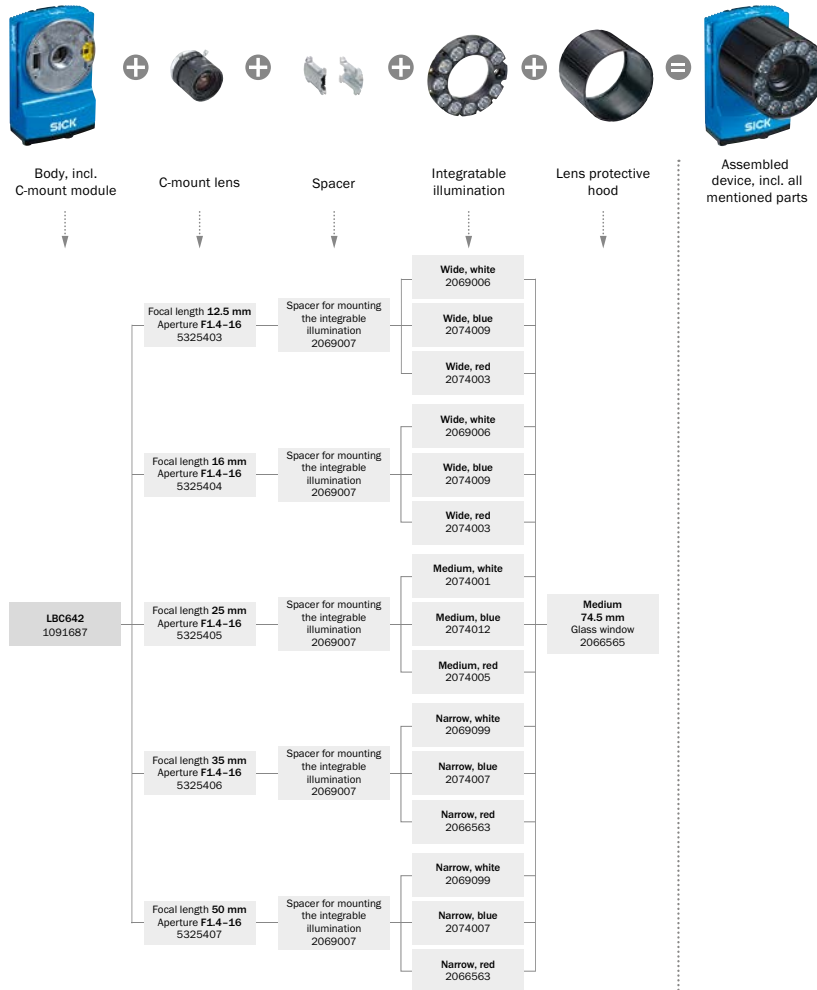 SICK
SICK
Body, incl.
C-mount module
C-mount lens
Spacer
Integratable
illumination
Lens protective
hood
Assembled
device, incl. all
mentioned parts
LBC642
1091687
Focal length 12.5 mm
Aperture F1.4–16
5325403
Spacer for mounting
the integrable
illumination
2069007
Wide, white
2069006
Wide, blue
2074009
Wide, red
2074003
Focal length 16 mm
Aperture F1.4–16
5325404
Spacer for mounting
the integrable
illumination
2069007
Wide, white
2069006
Wide, blue
2074009
Wide, red
2074003
Focal length 25 mm
Aperture F1.4–16
5325405
Spacer for mounting
the integrable
illumination
2069007
Medium, white
2074001
Medium, blue
2074012
Medium, red
2074005
Focal length 35 mm
Aperture F1.4–16
5325406
Spacer for mounting
the integrable
illumination
2069007
Narrow, white
2069099
Narrow, blue
2074007
Narrow, red
2066563
Focal length 50 mm
Aperture F1.4–16
5325407
Spacer for mounting
the integrable
illumination
2069007
Narrow, white
2069099
Narrow, blue
2074007
Narrow, red
2066563
Medium
74.5 mm
Glass window
2066565